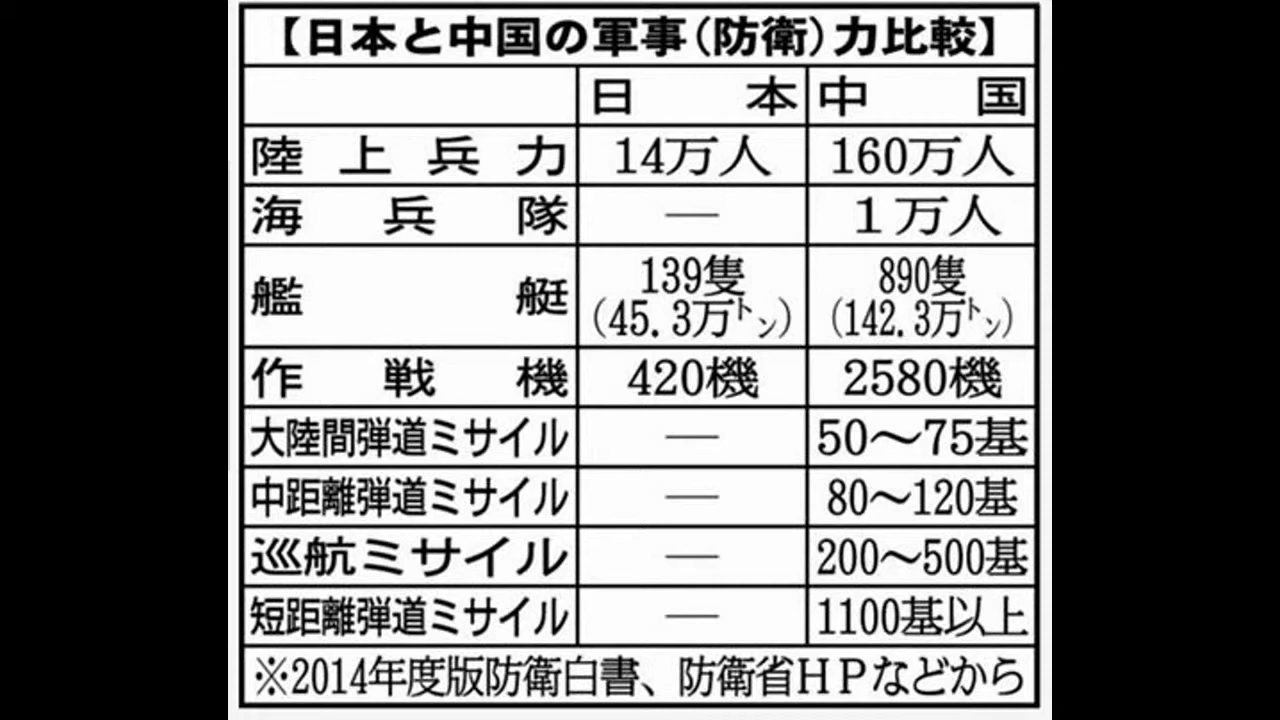 【日本と中国の軍事(防衛)力比較】
日本 中国
陸上兵力 14万人 160万人
海兵隊 ― 1万人
艦艇 139隻 (45.3万トン) 890隻 (142.3万トン)
作戦機 420機 2580機
大陸間弾道ミサイル ― 50〜75基
中距離弾道ミサイル ― 80〜120基
巡航ミサイル ― 200〜500基
短距離弾道ミサイル ― 1100基以上
※2014年度版防衛白書、防衛省HPなどから